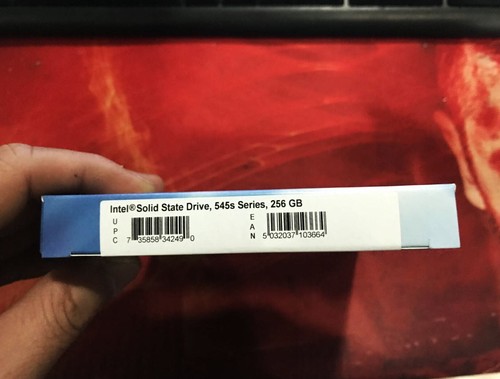 Intel® Solid State Drive, 545s Series, 256 GB
UPC 7 35858 34249 0
EAN 5 032037 103664